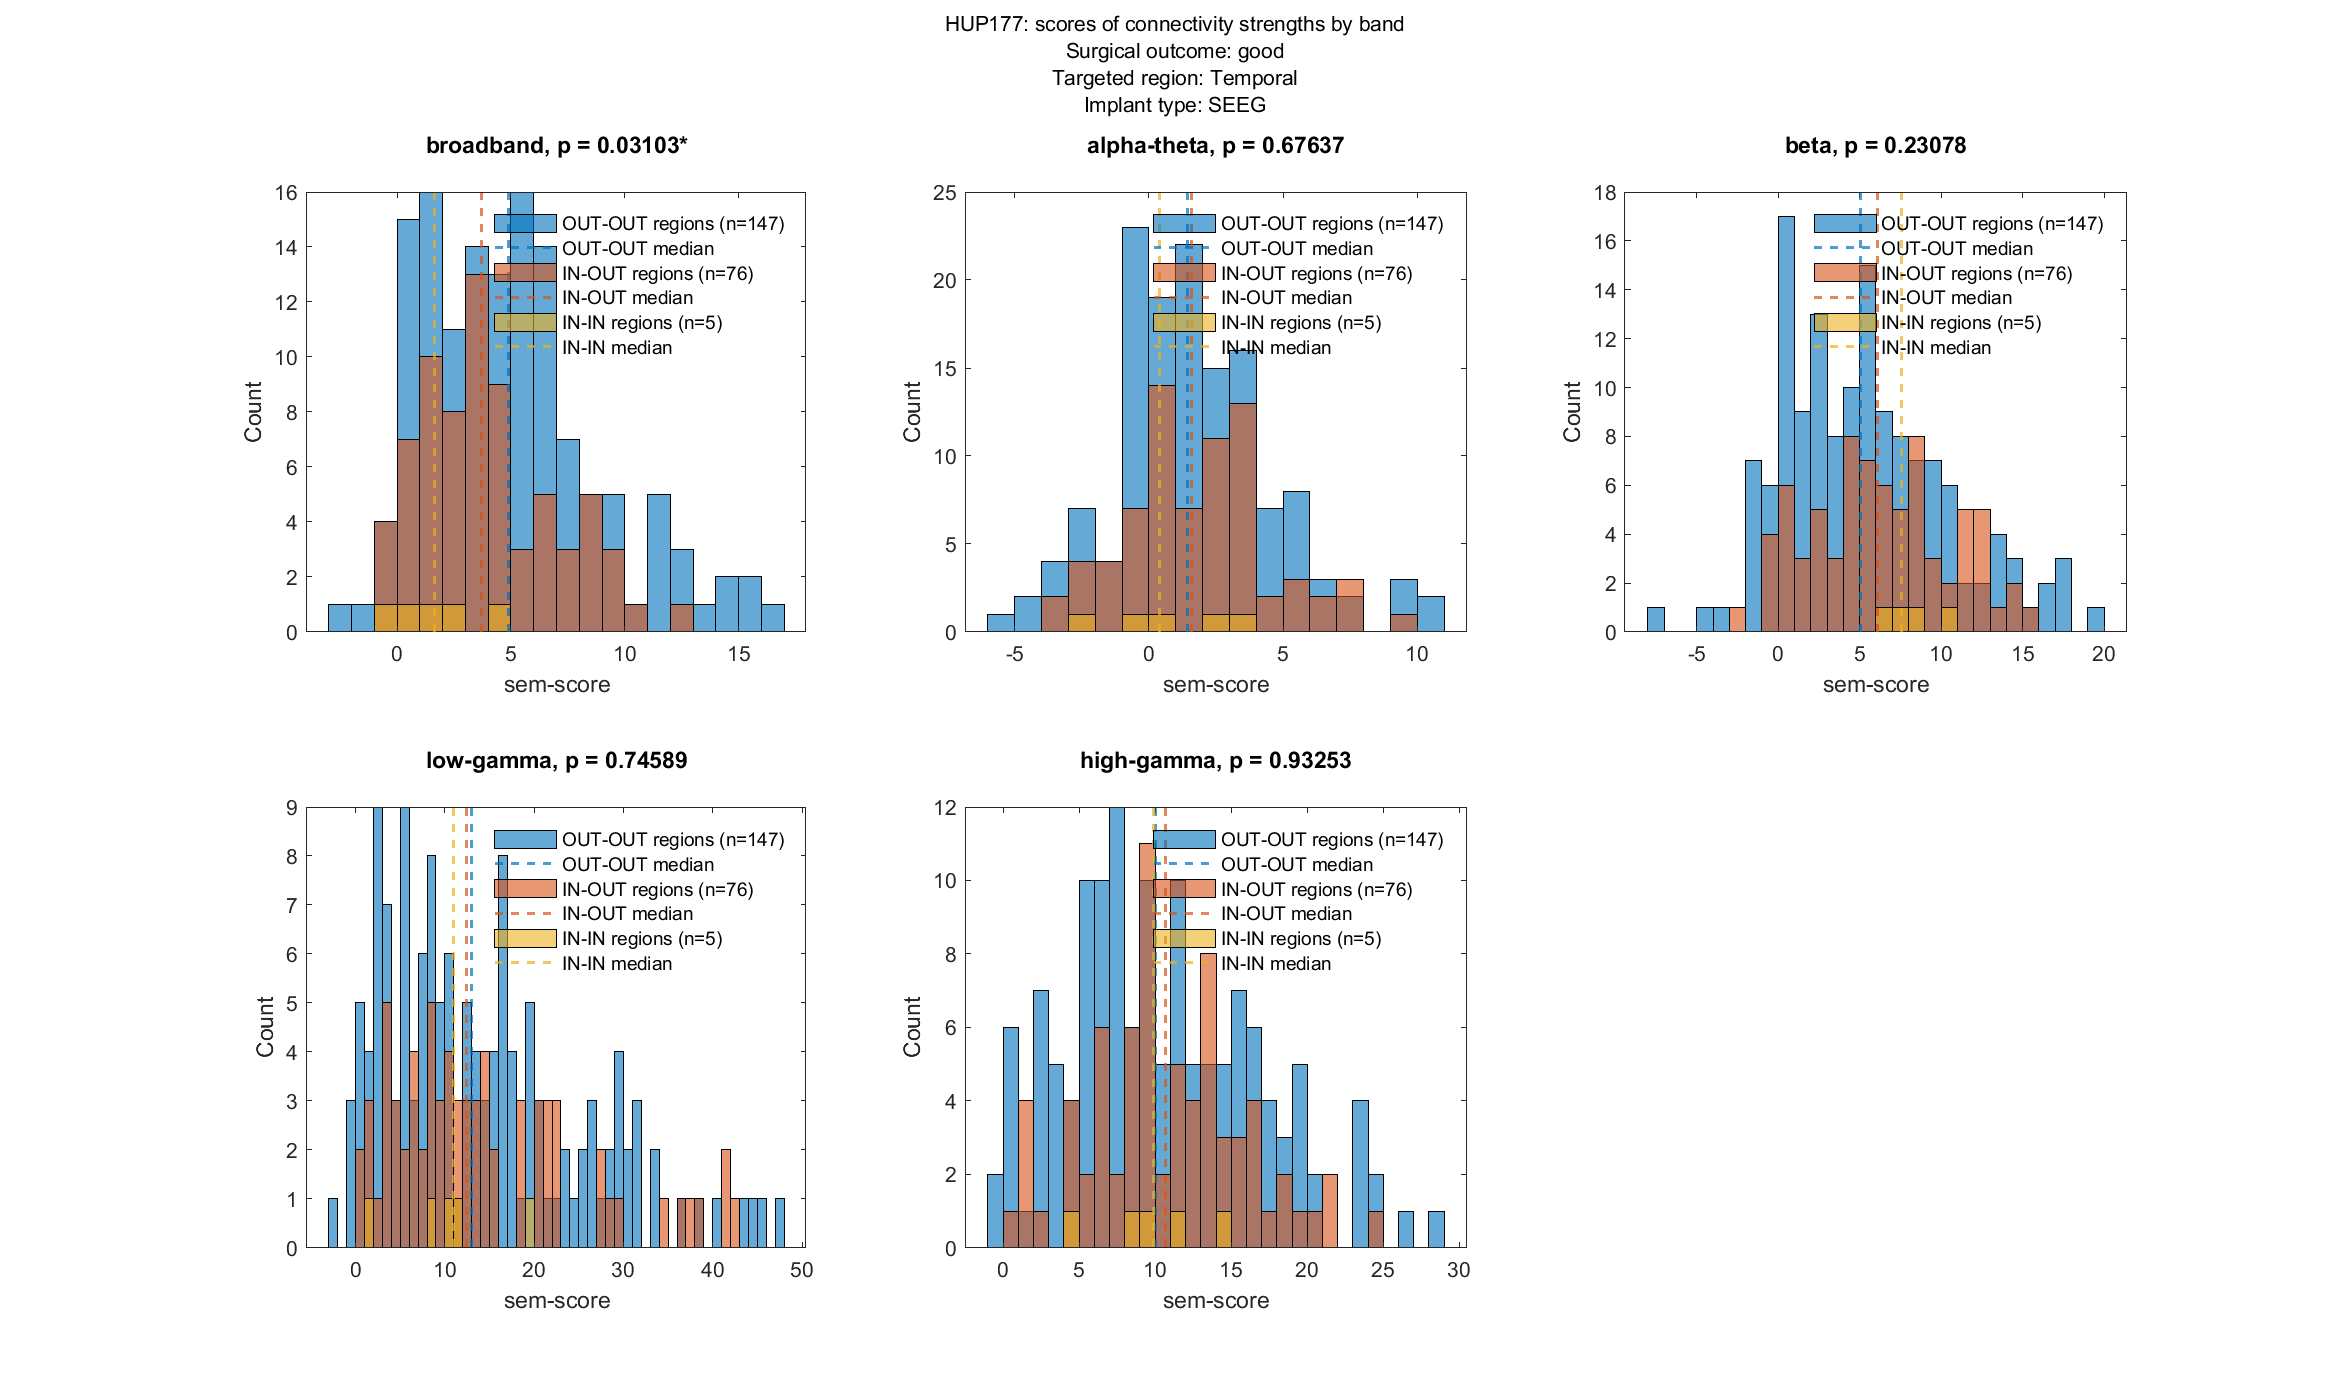 HUP177: scores of connectivity strengths by band
Surgical outcome: good
Targeted region: Temporal
Implant type: SEEG
broadband, p = 0.03103*
16
14
12
10
8
6
4
2
0
Count
0 5 10 15
sem-score
OUT-OUT regions (n=147)
OUT-OUT median
IN-OUT regions (n=76)
IN-OUT median
IN-IN regions (n=5)
IN-IN median
alpha-theta, p = 0.67637
25
20
15
10
5
0
Count
-5 0 5 10
sem-score
OUT-OUT regions (n=147)
OUT-OUT median
IN-OUT regions (n=76)
IN-OUT median
IN-IN regions (n=5)
IN-IN median
beta, p = 0.23078
18
16
14
12
10
8
6
4
2
0
Count
-5 0 5 10 15 20
sem-score
OUT-OUT regions (n=147)
OUT-OUT median
IN-OUT regions (n=76)
IN-OUT median
IN-IN regions (n=5)
IN-IN median
low-gamma, p = 0.74589
9
8
7
6
5
4
3
2
1
0
Count
0 10 20 30 40 50
sem-score
OUT-OUT regions (n=147)
OUT-OUT median
IN-OUT regions (n=76)
IN-OUT median
IN-IN regions (n=5)
IN-IN median
high-gamma, p = 0.93253
12
10
8
6
4
2
0
Count
0 5 10 15 20 25 30
sem-score
OUT-OUT regions (n=147)
OUT-OUT median
IN-OUT regions (n=76)
IN-OUT median
IN-IN regions (n=5)
IN-IN median